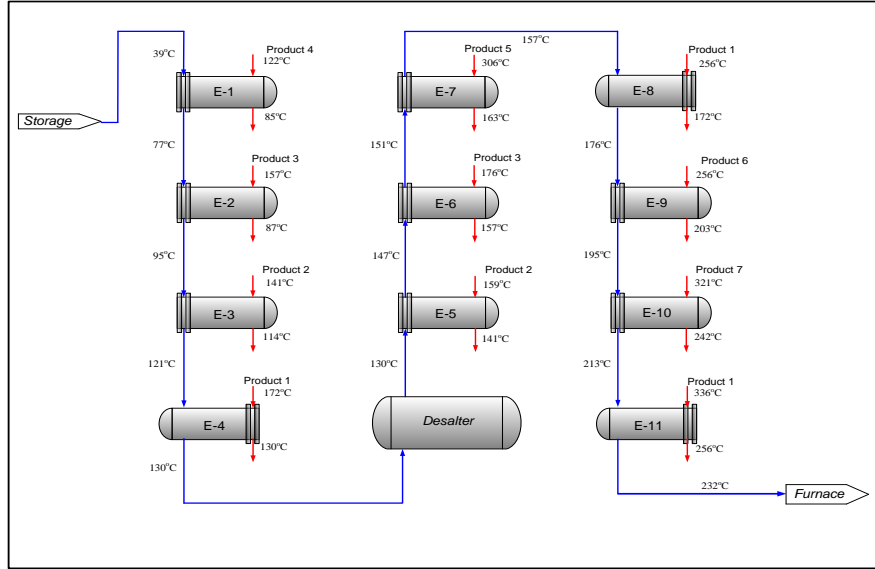 Storage
39°C
Product 4
122°C
E-1
85°C
77°C
Product 3
157°C
E-2
87°C
95°C
Product 2
141°C
E-3
114°C
121°C
Product 1
172°C
E-4
130°C
130°C
Desalter
130°C
Product 2
159°C
E-5
141°C
147°C
Product 3
176°C
E-6
157°C
151°C
Product 5
306°C
E-7
163°C
157°C
Product 1
256°C
E-8
172°C
176°C
Product 6
256°C
E-9
203°C
195°C
Product 7
321°C
E-10
242°C
213°C
Product 1
336°C
E-11
256°C
232°C
Furnace